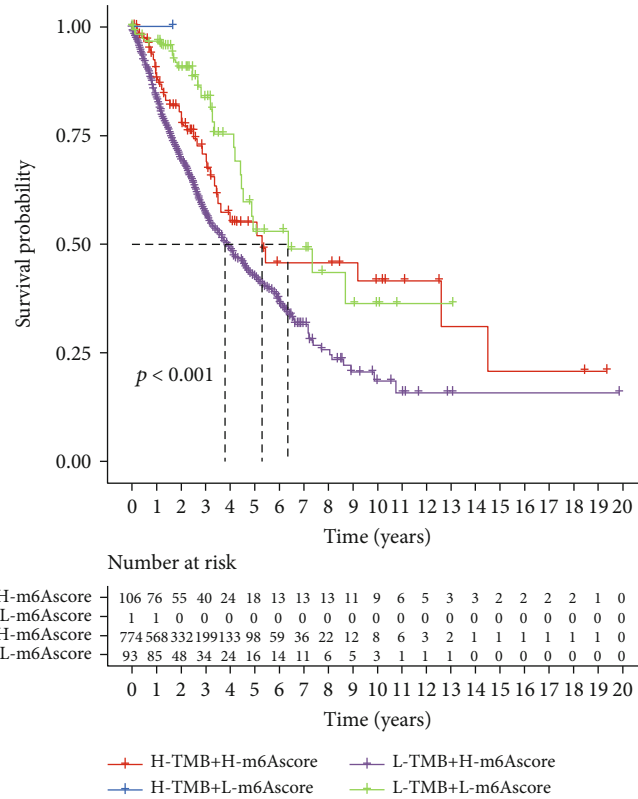 1.00
0.75
0.50
0.25
0.00
Survival probability
p < 0.001
0 1 2 3 4 5 6 7 8 9 10 11 12 13 14 15 16 17 18 19 20
Time (years)
Number at risk
H-m6Ascore 106 76 55 40 24 18 13 13 13 11 9 6 5 3 3 2 2 2 2 1 0
L-m6Ascore 1 1 0 0 0 0 0 0 0 0 0 0 0 0 0 0 0 0 0 0 0
H-m6Ascore 774 568 332 199 133 98 59 36 22 12 8 6 3 2 1 1 1 1 1 1 0
L-m6Ascore 93 85 48 34 24 16 14 11 6 5 3 1 1 1 0 0 0 0 0 0 0
0 1 2 3 4 5 6 7 8 9 10 11 12 13 14 15 16 17 18 19 20
Time (years)
H-TMB+H-m6Ascore L-TMB+H-m6Ascore
H-TMB+L-m6Ascore L-TMB+L-m6Ascore